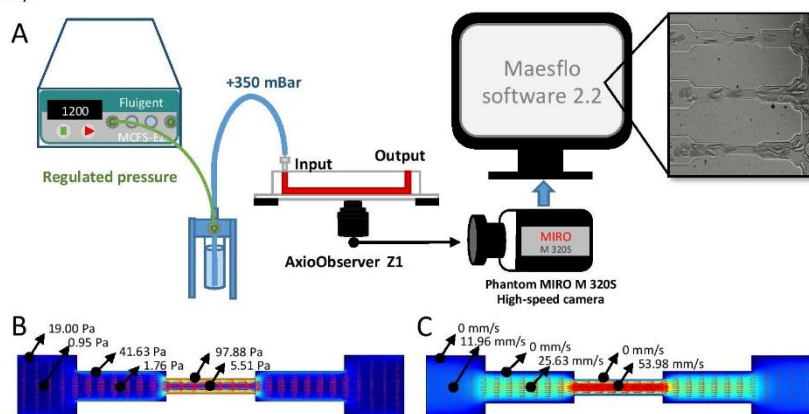 A
+350 mBar
Maesflo
software 2.2
1200
Fluigent
MCFS-EZ
Regulated pressure
Input
Output
AxioObserver Z1
MIRO
M 320S
Phantom MIRO M 320S
High-speed camera
B
19.00 Pa
0.95 Pa
41.63 Pa
1.76 Pa
97.88 Pa
5.51 Pa
C
0 mm/s
11.96 mm/s
0 mm/s
25.63 mm/s
0 mm/s
53.98 mm/s